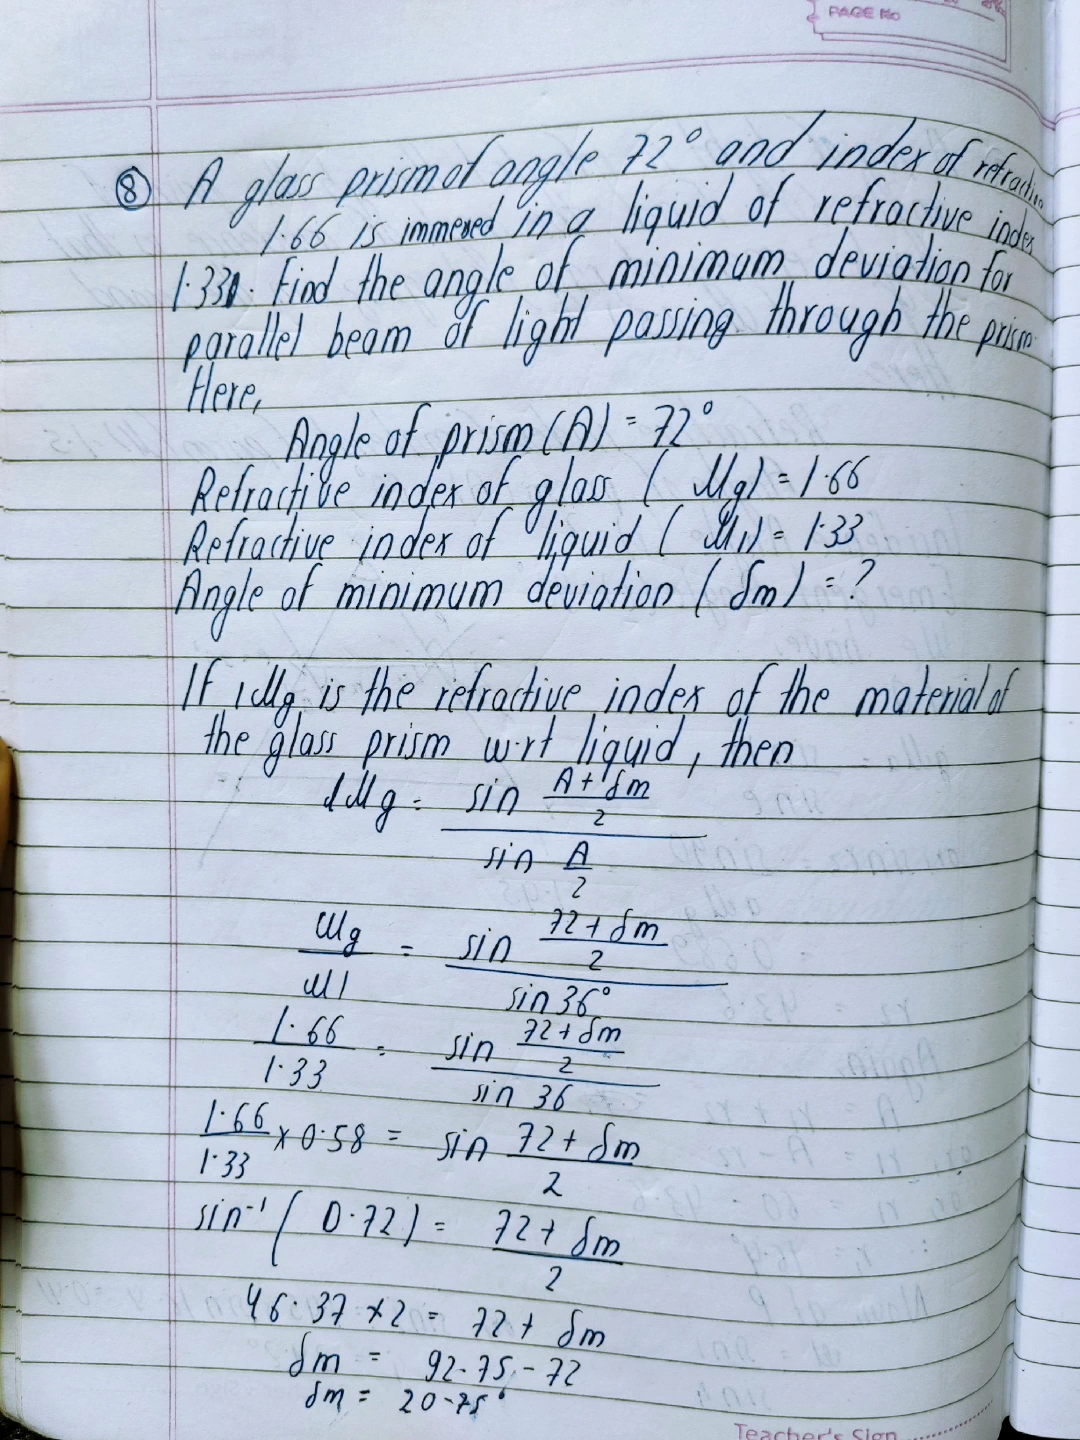 PAGE No
⑧ A glass prism of angle 72° and index of refraction
1.66 is immersed in a liquid of refractive index
1.33. Find the angle of minimum deviation for
parallel beam of light passing through the prism.
Here,
Angle of prism (A) = 72°
Refractive index of glass ( μg) = 1.66
Refractive index of liquid ( μl) = 1.33
Angle of minimum deviation ( δm) = ?
If lμg is the refractive index of the material of
the glass prism w.r.t liquid, then
lμg = sin (A + δm)/2 / sin A/2
μg/μl = sin (72 + δm)/2 / sin 36°
1.66/1.33 = sin (72 + δm)/2 / sin 36
1.66/1.33 × 0.58 = sin (72 + δm)/2
sin⁻¹ ( 0.72) = (72 + δm)/2
46.37 × 2 = 72 + δm
δm = 92.75 - 72
δm = 20.75°
Teacher's Sign